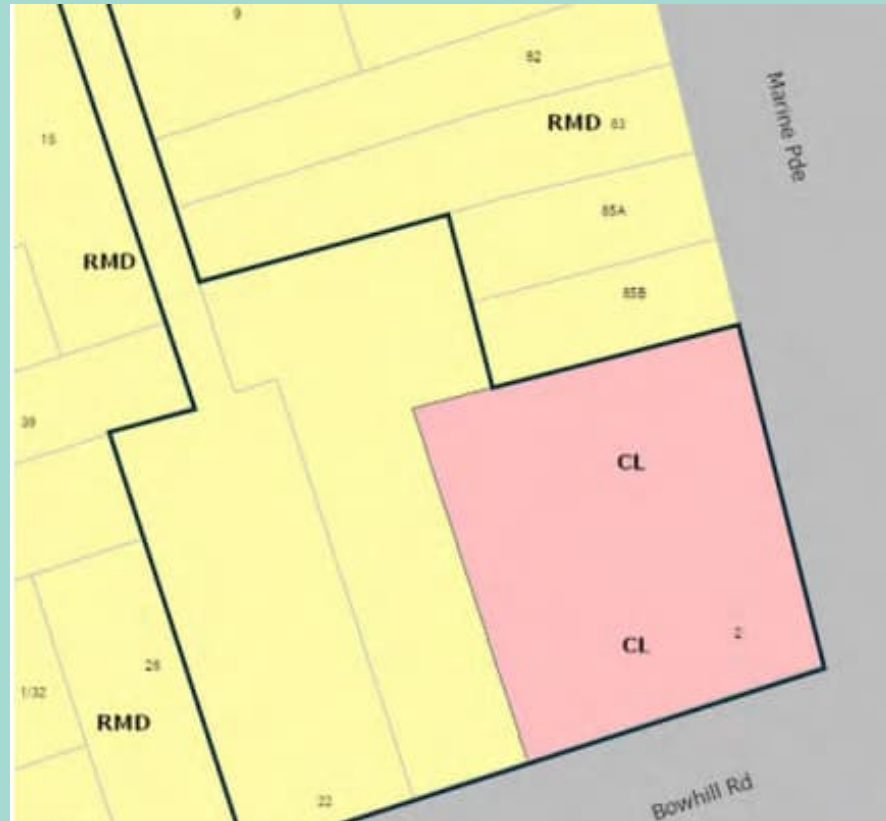 9
82
RMD 83
Marine Pde
15
85A
RMD
85B
39
CL
CL
2
26
1/32
RMD
22
Bowhill Rd